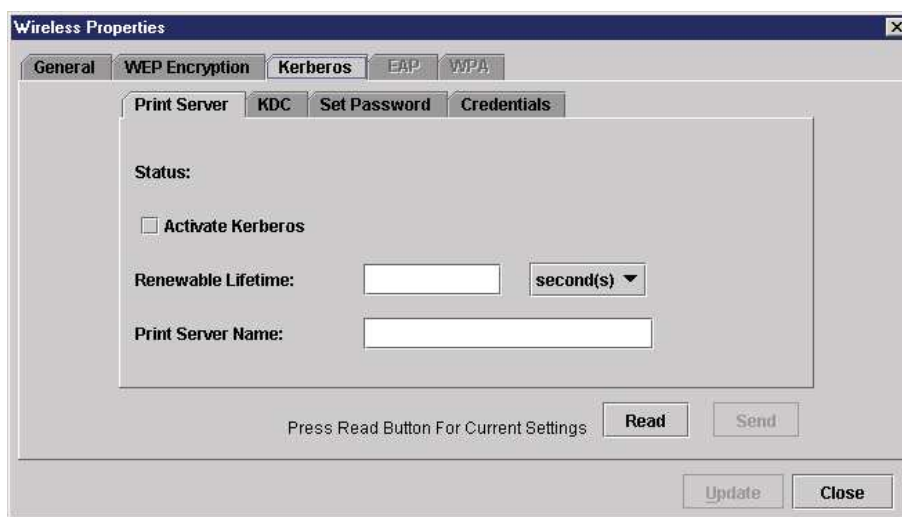 Wireless Properties
General WEP Encryption Kerberos EAP WPA
Print Server KDC Set Password Credentials
Status:
Activate Kerberos
Renewable Lifetime: second(s)
Print Server Name:
Press Read Button For Current Settings Read Send
Update Close